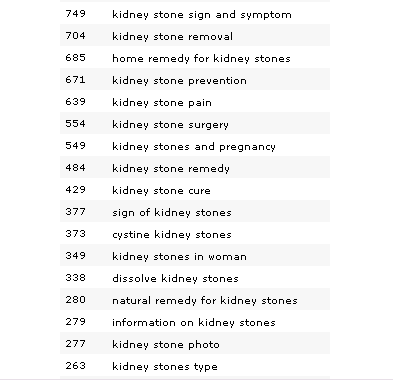 749 kidney stone sign and symptom
704 kidney stone removal
685 home remedy for kidney stones
671 kidney stone prevention
639 kidney stone pain
554 kidney stone surgery
549 kidney stones and pregnancy
484 kidney stone remedy
429 kidney stone cure
377 sign of kidney stones
373 cystine kidney stones
349 kidney stones in woman
338 dissolve kidney stones
280 natural remedy for kidney stones
279 information on kidney stones
277 kidney stone photo
263 kidney stones type